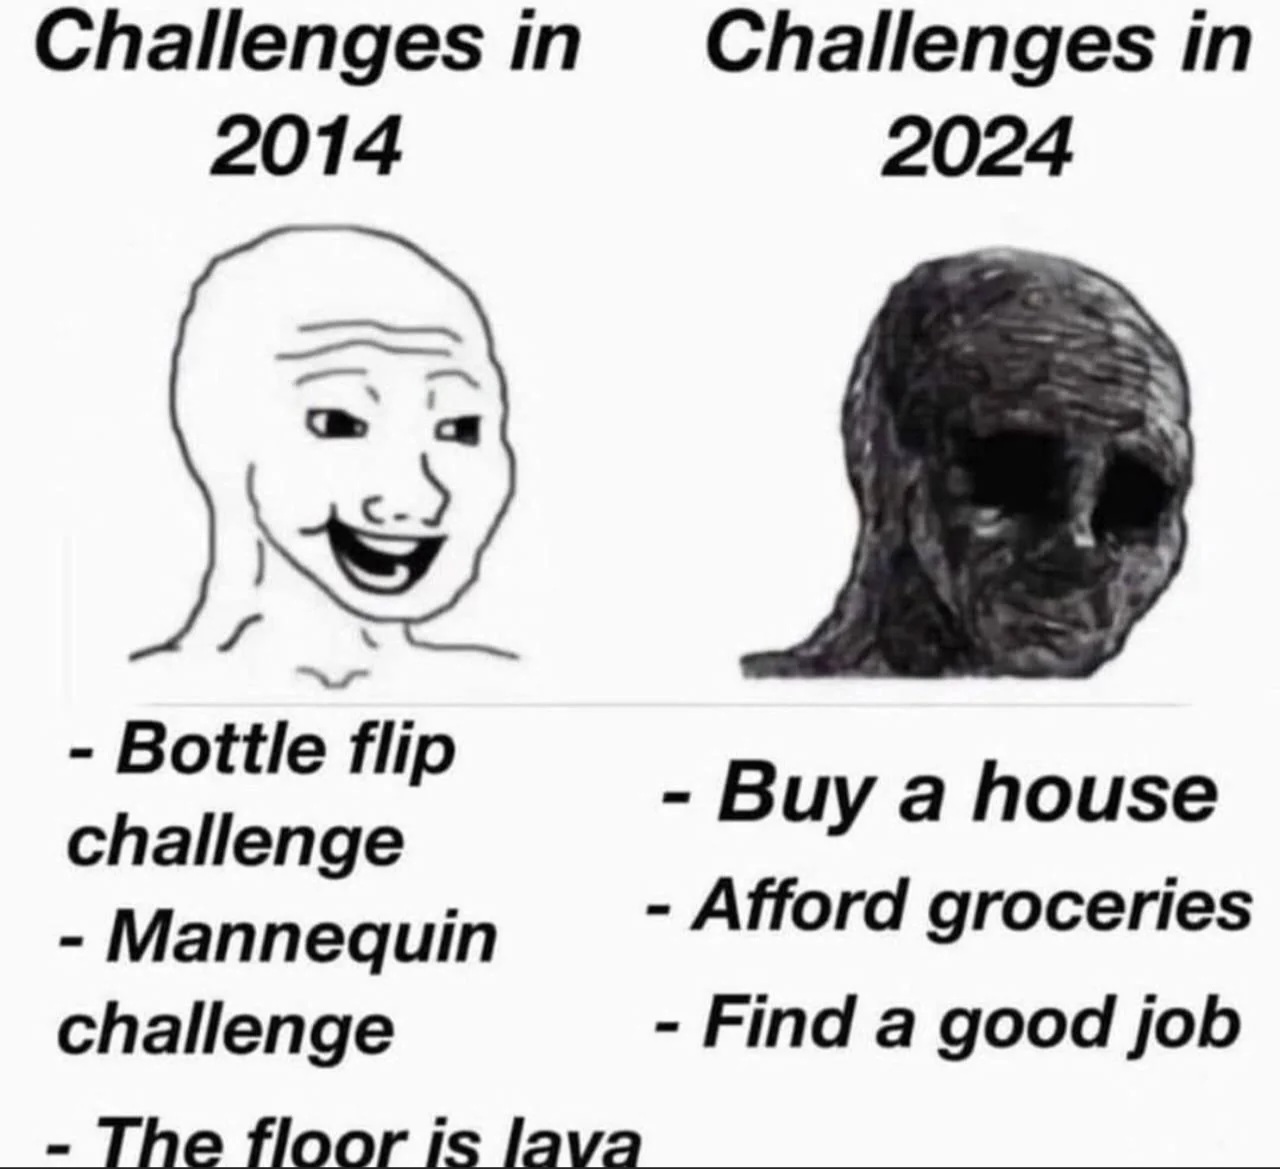 Challenges in
2014
- Bottle flip
challenge
- Mannequin
challenge
- The floor is lava
Challenges in
2024
- Buy a house
- Afford groceries
- Find a good job